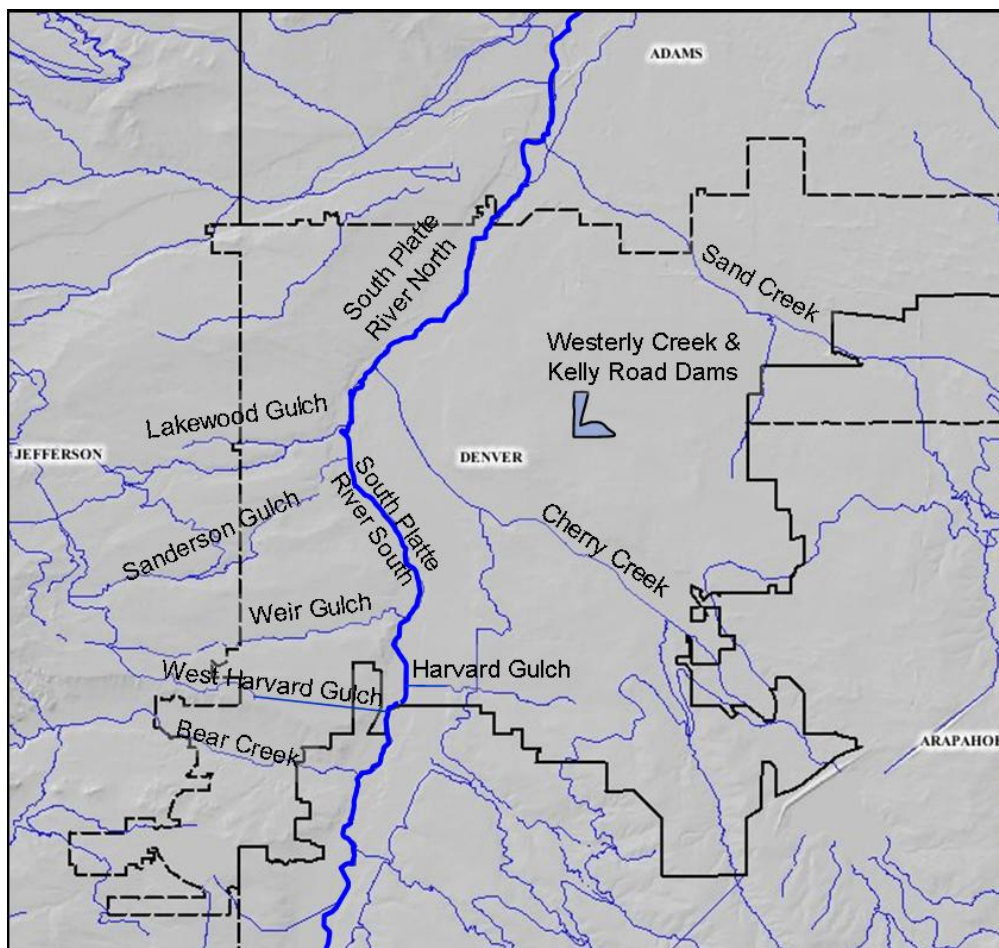 ADAMS
South Platte
River North
Sand Creek
Westerly Creek &
Kelly Road Dams
Lakewood Gulch
JEFFERSON
DENVER
South Platte
River South
Sanderson Gulch
Cherry Creek
Weir Gulch
Harvard Gulch
West Harvard Gulch
Bear Creek
ARAPAHOE